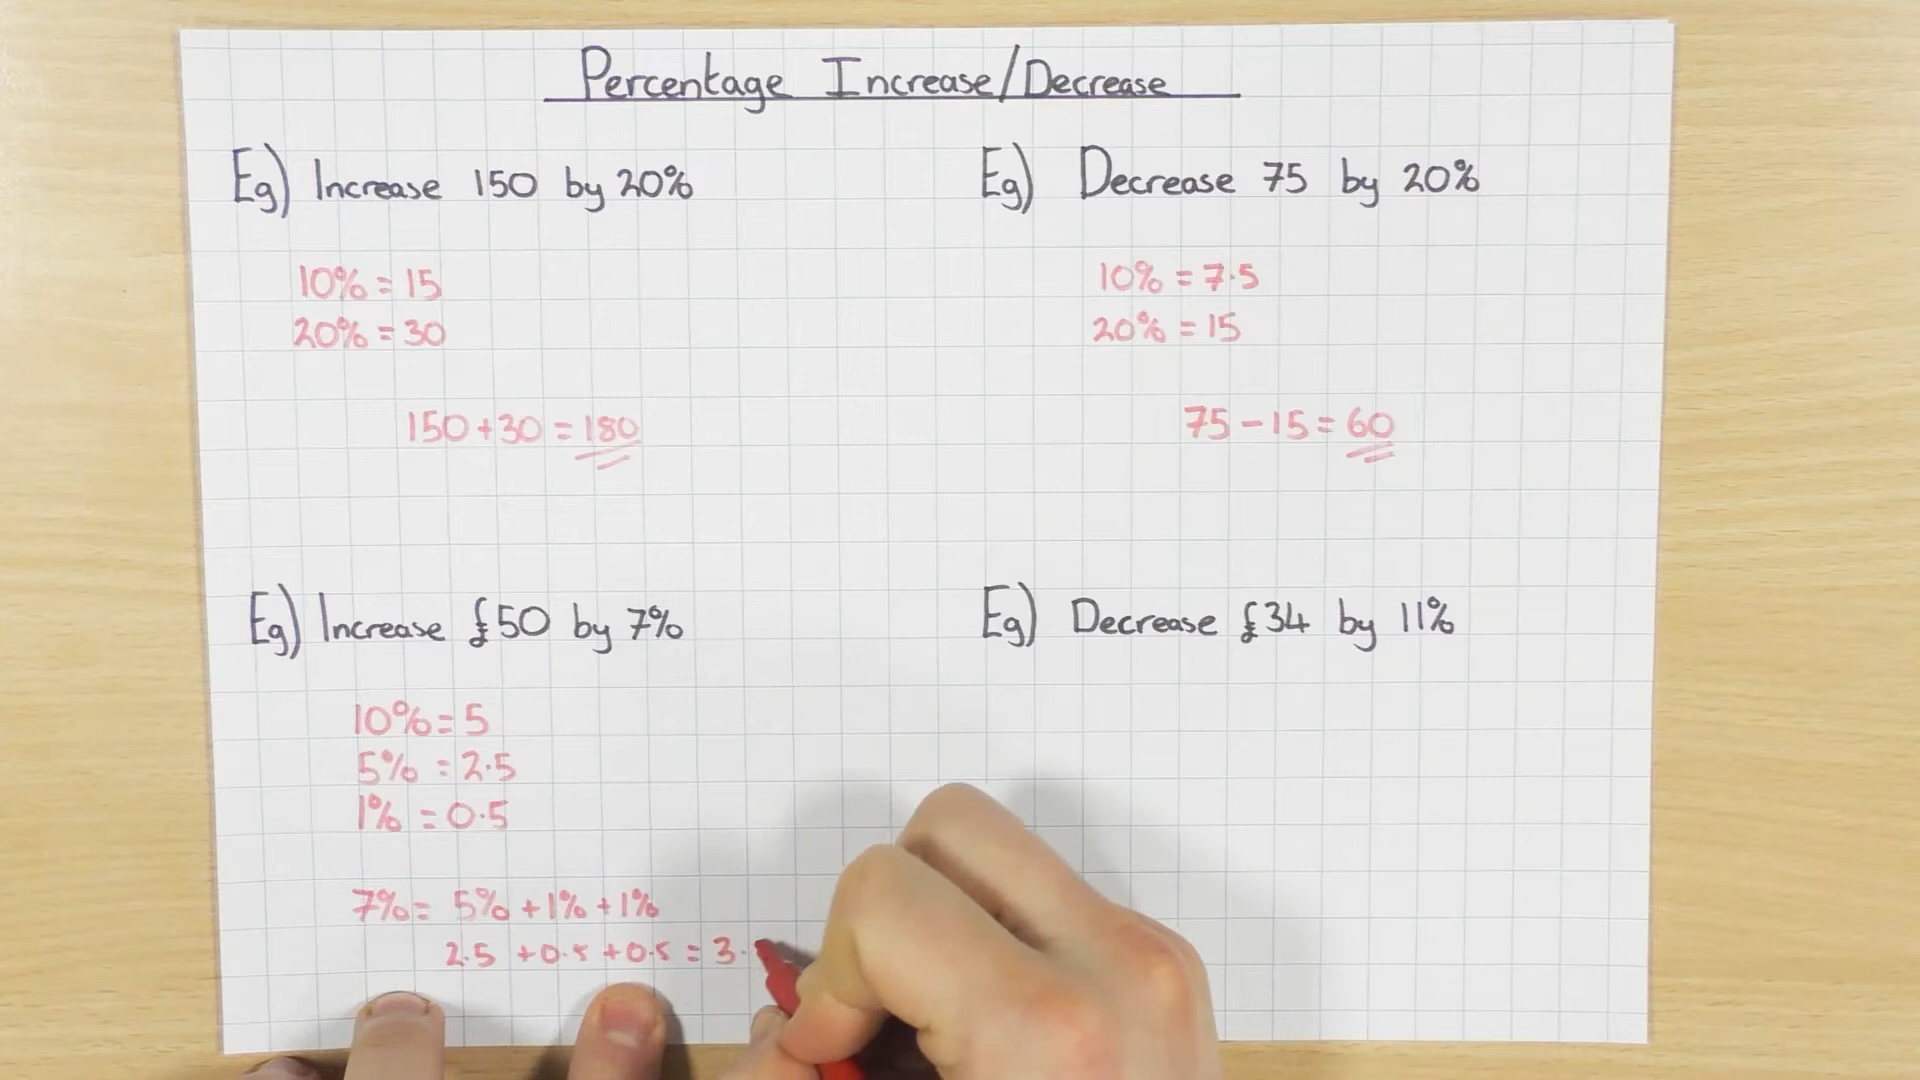 Percentage Increase/Decrease
Eg) Increase 150 by 20%
10% = 15
20% = 30
150 + 30 = 180
Eg) Decrease 75 by 20%
10% = 7.5
20% = 15
75 - 15 = 60
Eg) Increase £50 by 7%
10% = 5
5% = 2.5
1% = 0.5
7% = 5% + 1% + 1%
2.5 + 0.5 + 0.5 = 3.
Eg) Decrease £34 by 11%